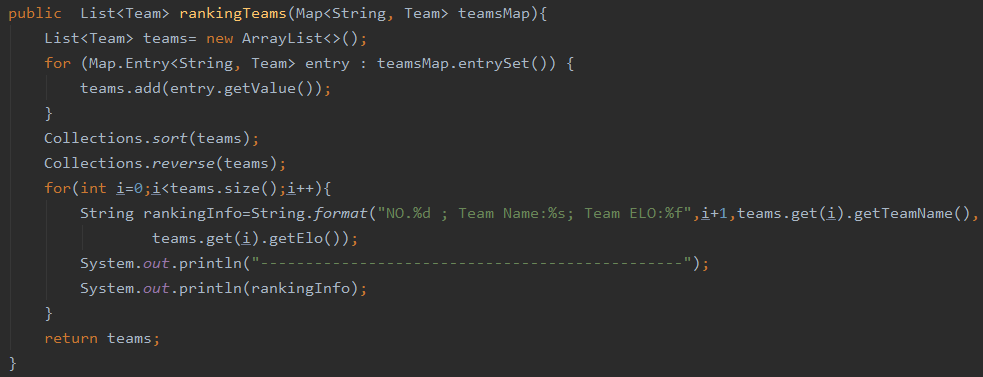 public  List<Team> rankingTeams(Map<String, Team> teamsMap){
    List<Team> teams= new ArrayList<>();
    for (Map.Entry<String, Team> entry : teamsMap.entrySet()) {
        teams.add(entry.getValue());
    }
    Collections.sort(teams);
    Collections.reverse(teams);
    for(int i=0;i<teams.size();i++){
        String rankingInfo=String.format("NO.%d ; Team Name:%s; Team ELO:%f",i+1,teams.get(i).getTeamName(),
                teams.get(i).getElo());
        System.out.println("-----------------------------------------------");
        System.out.println(rankingInfo);
    }
    return teams;
}